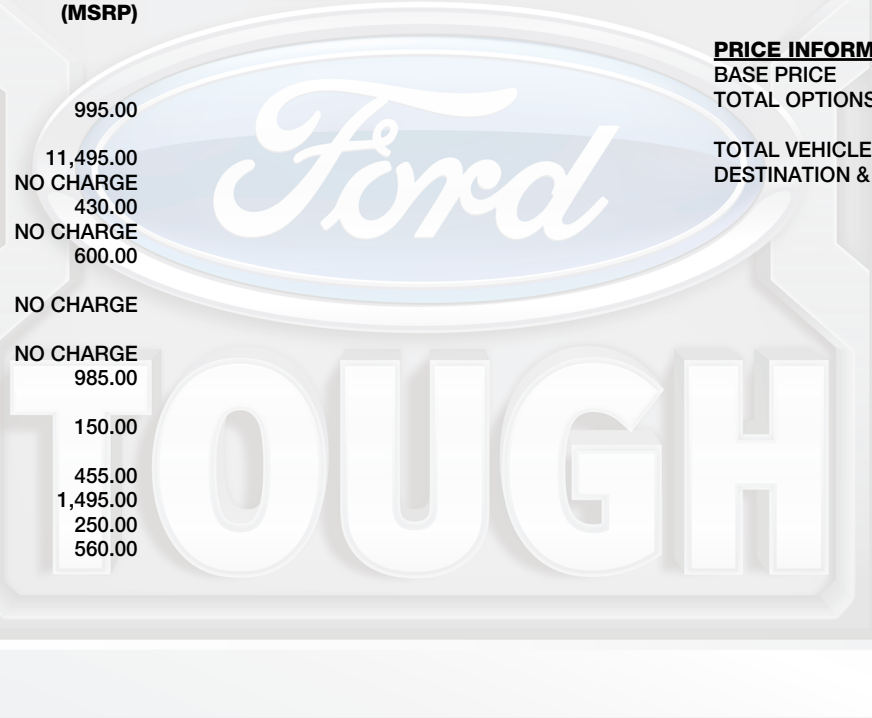 (MSRP)
995.00
11,495.00
NO CHARGE
430.00
NO CHARGE
600.00
NO CHARGE
NO CHARGE
985.00
150.00
455.00
1,495.00
250.00
560.00
PRICE INFORM
BASE PRICE
TOTAL OPTIONS
TOTAL VEHICLE
DESTINATION &
Ford
TOUGH